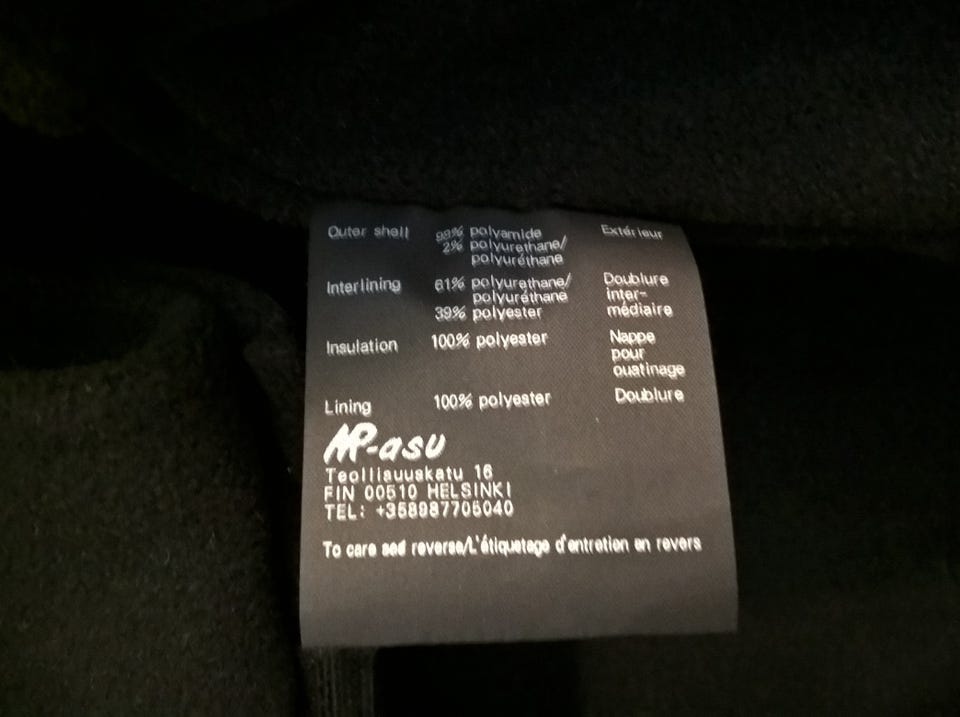 Outer shell 98% polyamide Extérieur
2% polyurethane/
polyuréthane
Interlining 61% polyurethane/ Doublure
polyuréthane inter-
39% polyester médiaire
Insulation 100% polyester Nappe
pour
ouatinage
Lining 100% polyester Doublure
NP-asu
Teollisuuskatu
FIN 00510 HELSINKI
TEL: +358987705040
To care sed reverse/L'étiquetage d'entretien en revers